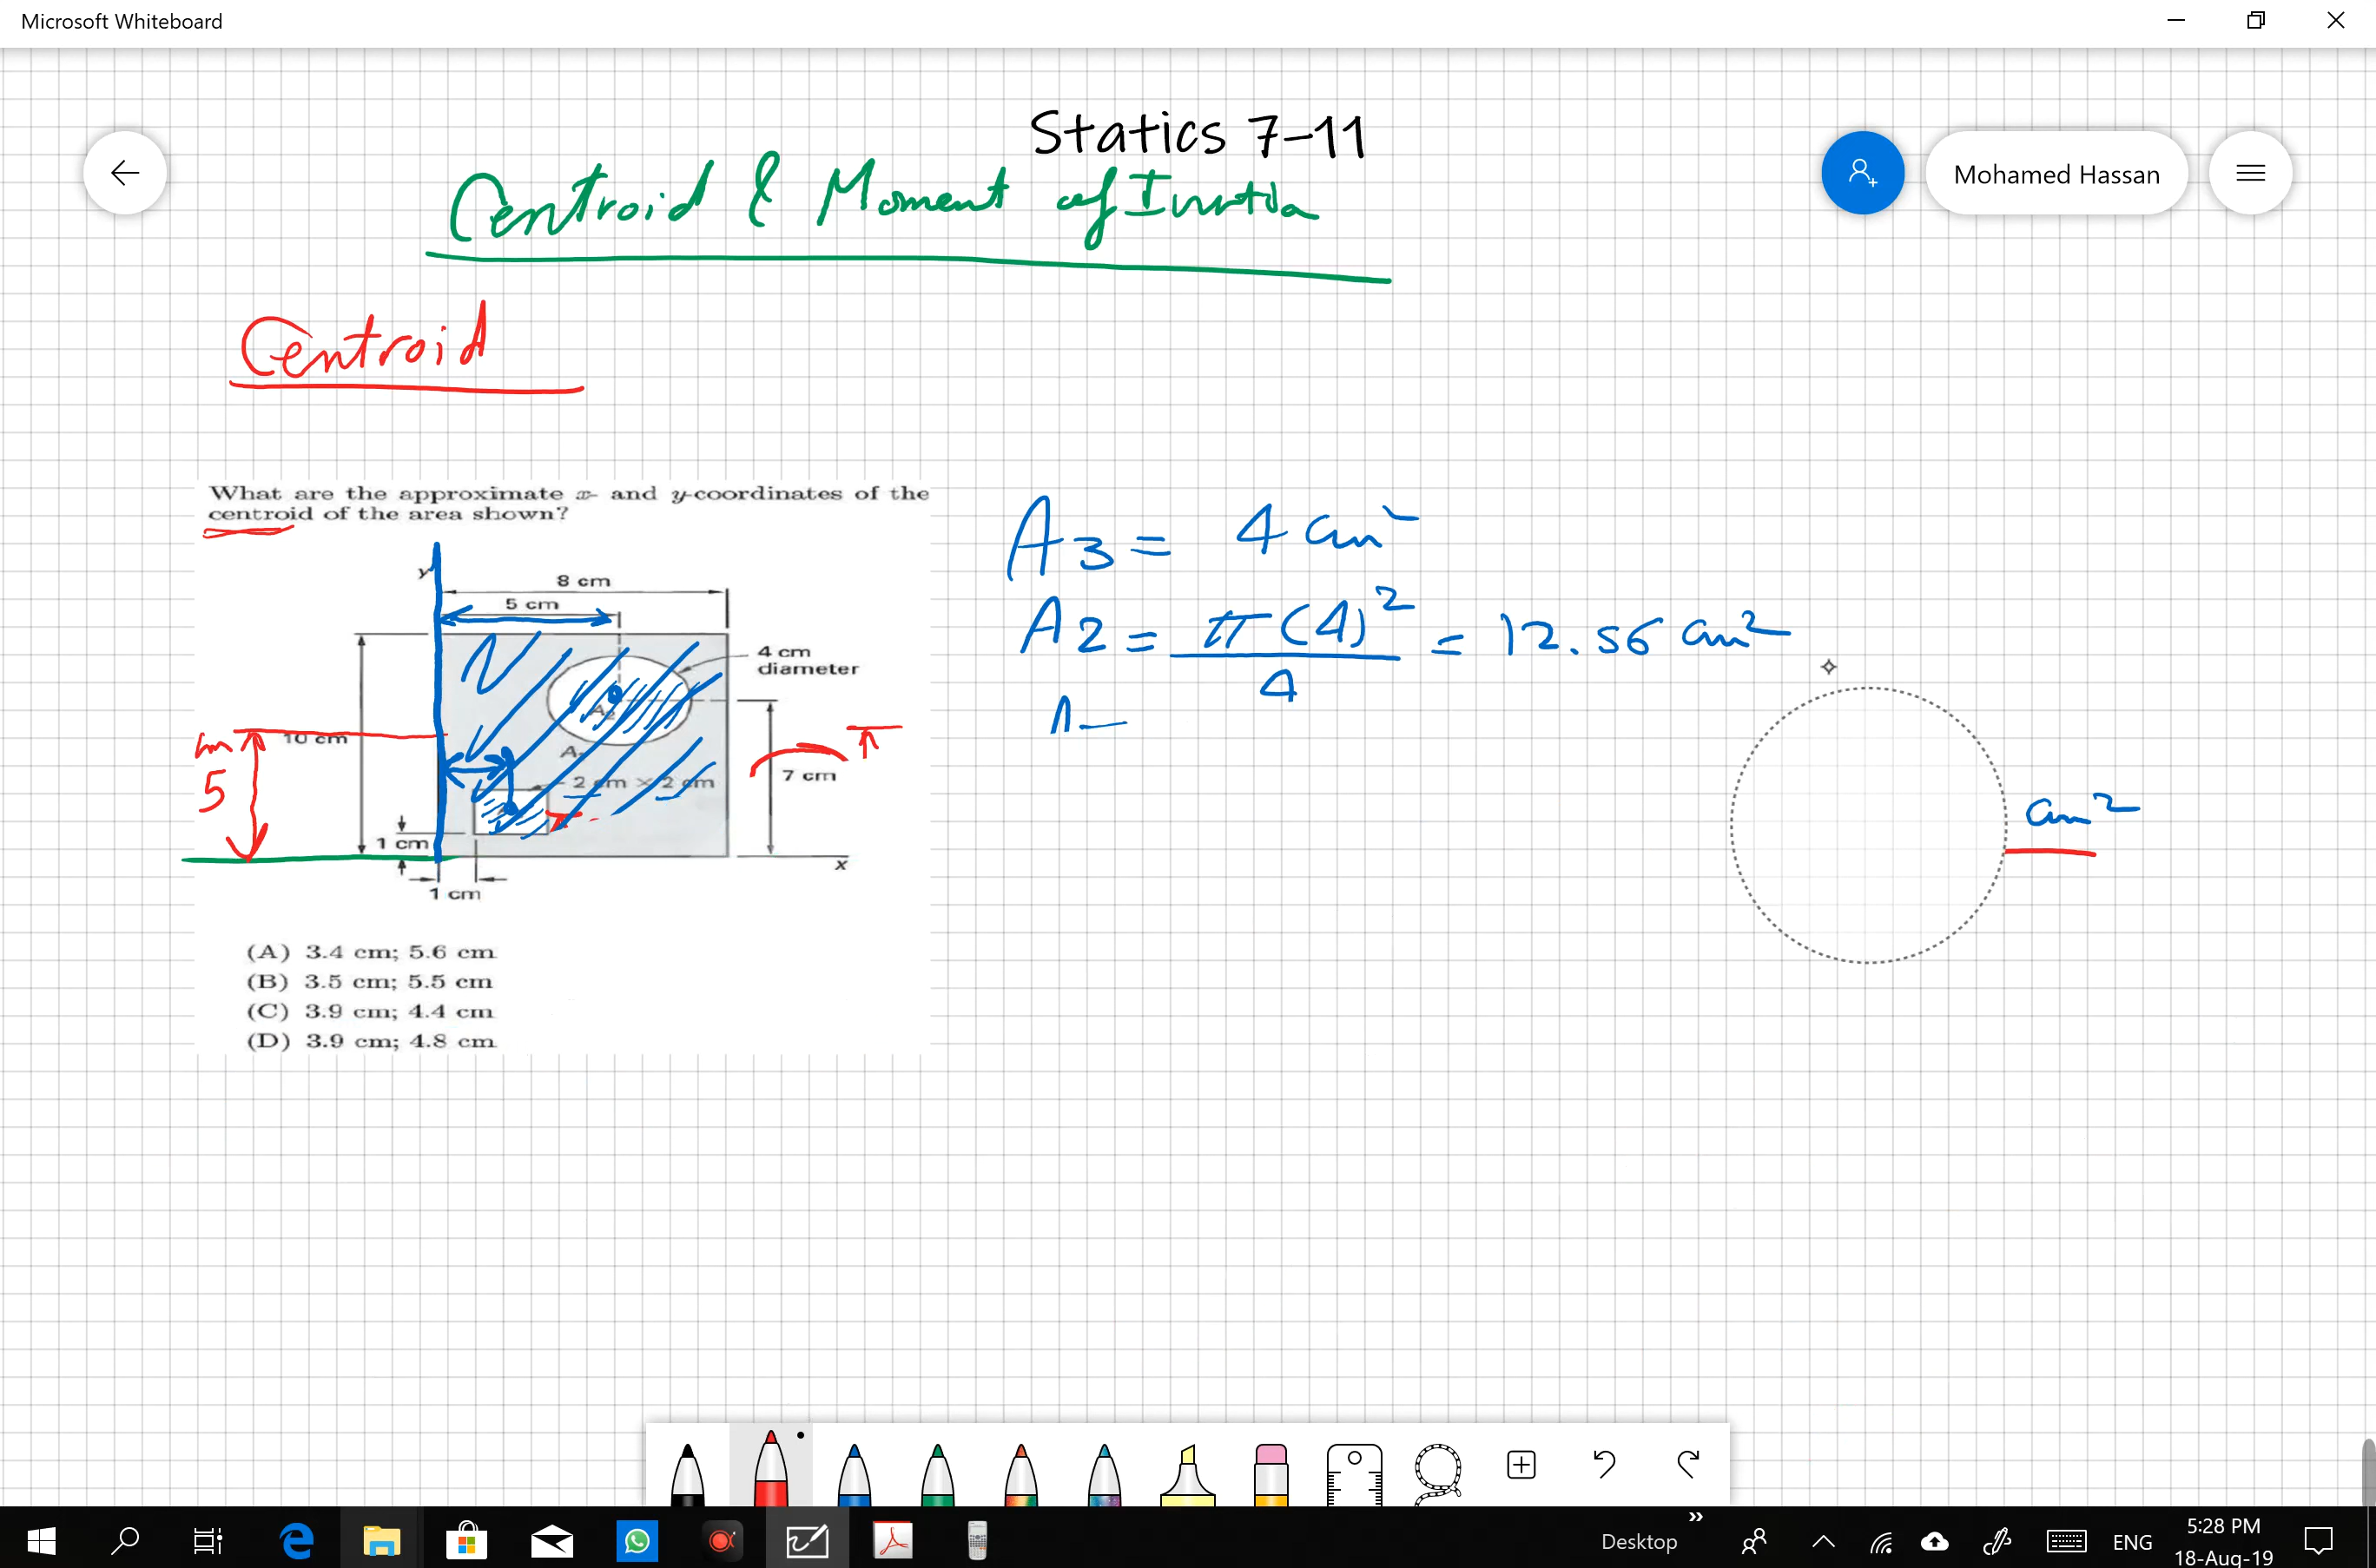 Microsoft Whiteboard
Statics 7-11
Mohamed Hassan
Centroid & Moment of Inertia
Centroid
What are the approximate x- and y-coordinates of the
centroid of the area shown?
y
8 cm
5 cm
4 cm
diameter
A2
10 cm
5
A
7 cm
2 cm × 2 cm
1 cm
x
1 cm
(A) 3.4 cm; 5.6 cm
(B) 3.5 cm; 5.5 cm
(C) 3.9 cm; 4.4 cm
(D) 3.9 cm; 4.8 cm
A3 = 4 cm²
A2 = π(4)²/4 = 12.56 cm²
cm²
Desktop
ENG
5:28 PM
18-Aug-19